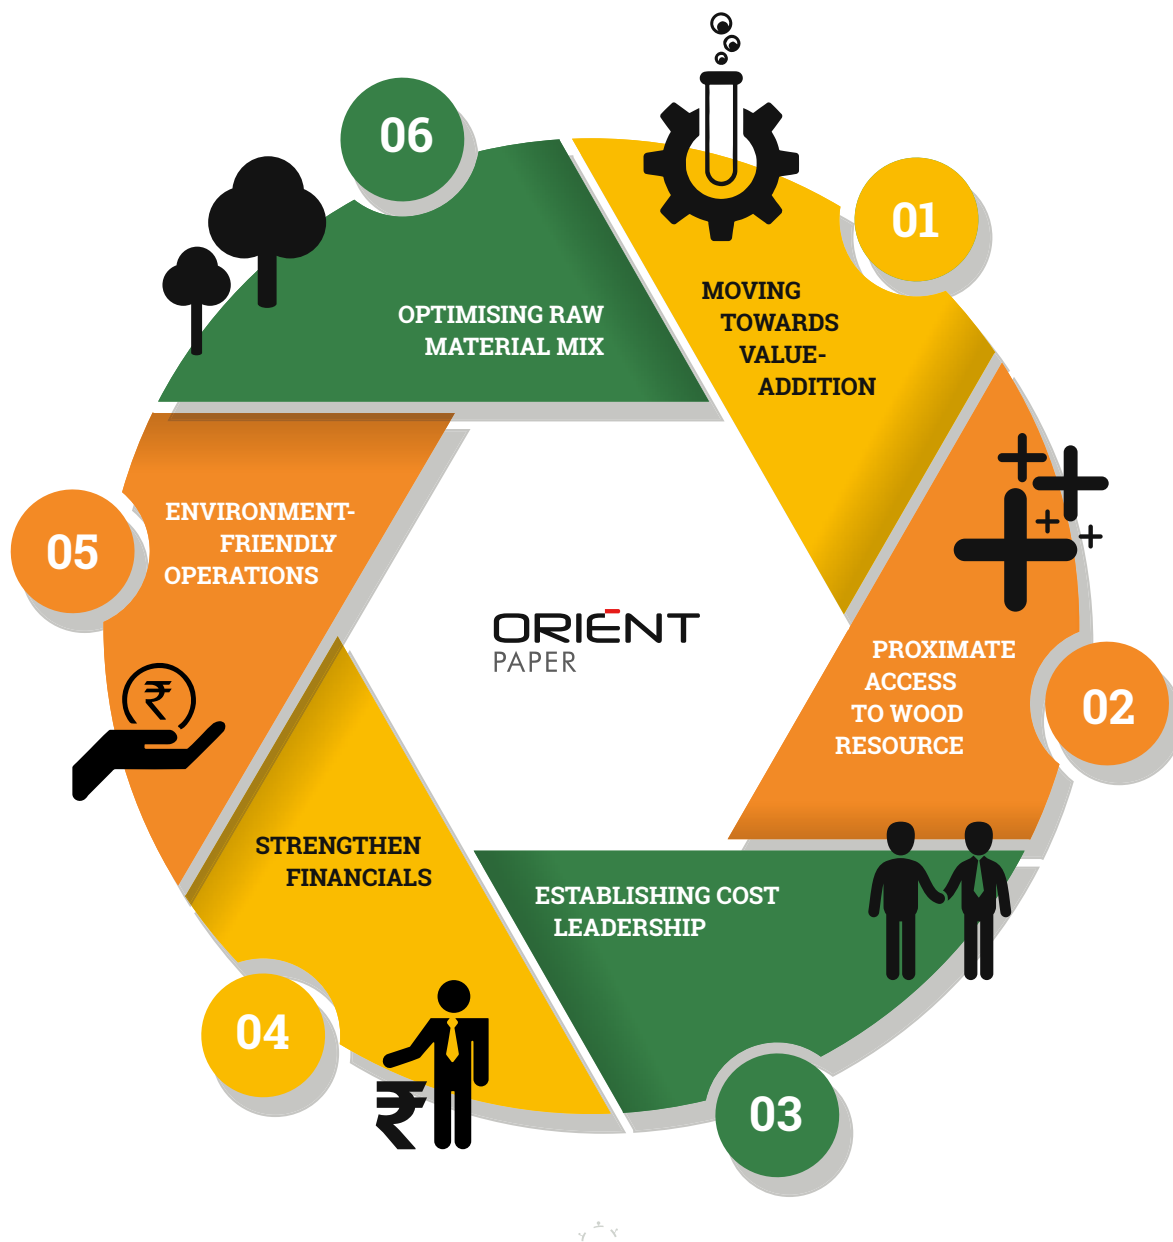 01
MOVING
TOWARDS
VALUE-
ADDITION
02
PROXIMATE
ACCESS
TO WOOD
RESOURCE
03
ESTABLISHING COST
LEADERSHIP
04
STRENGTHEN
FINANCIALS
₹
05
ENVIRONMENT-
FRIENDLY
OPERATIONS
₹
06
OPTIMISING RAW
MATERIAL MIX
ORIENT
PAPER